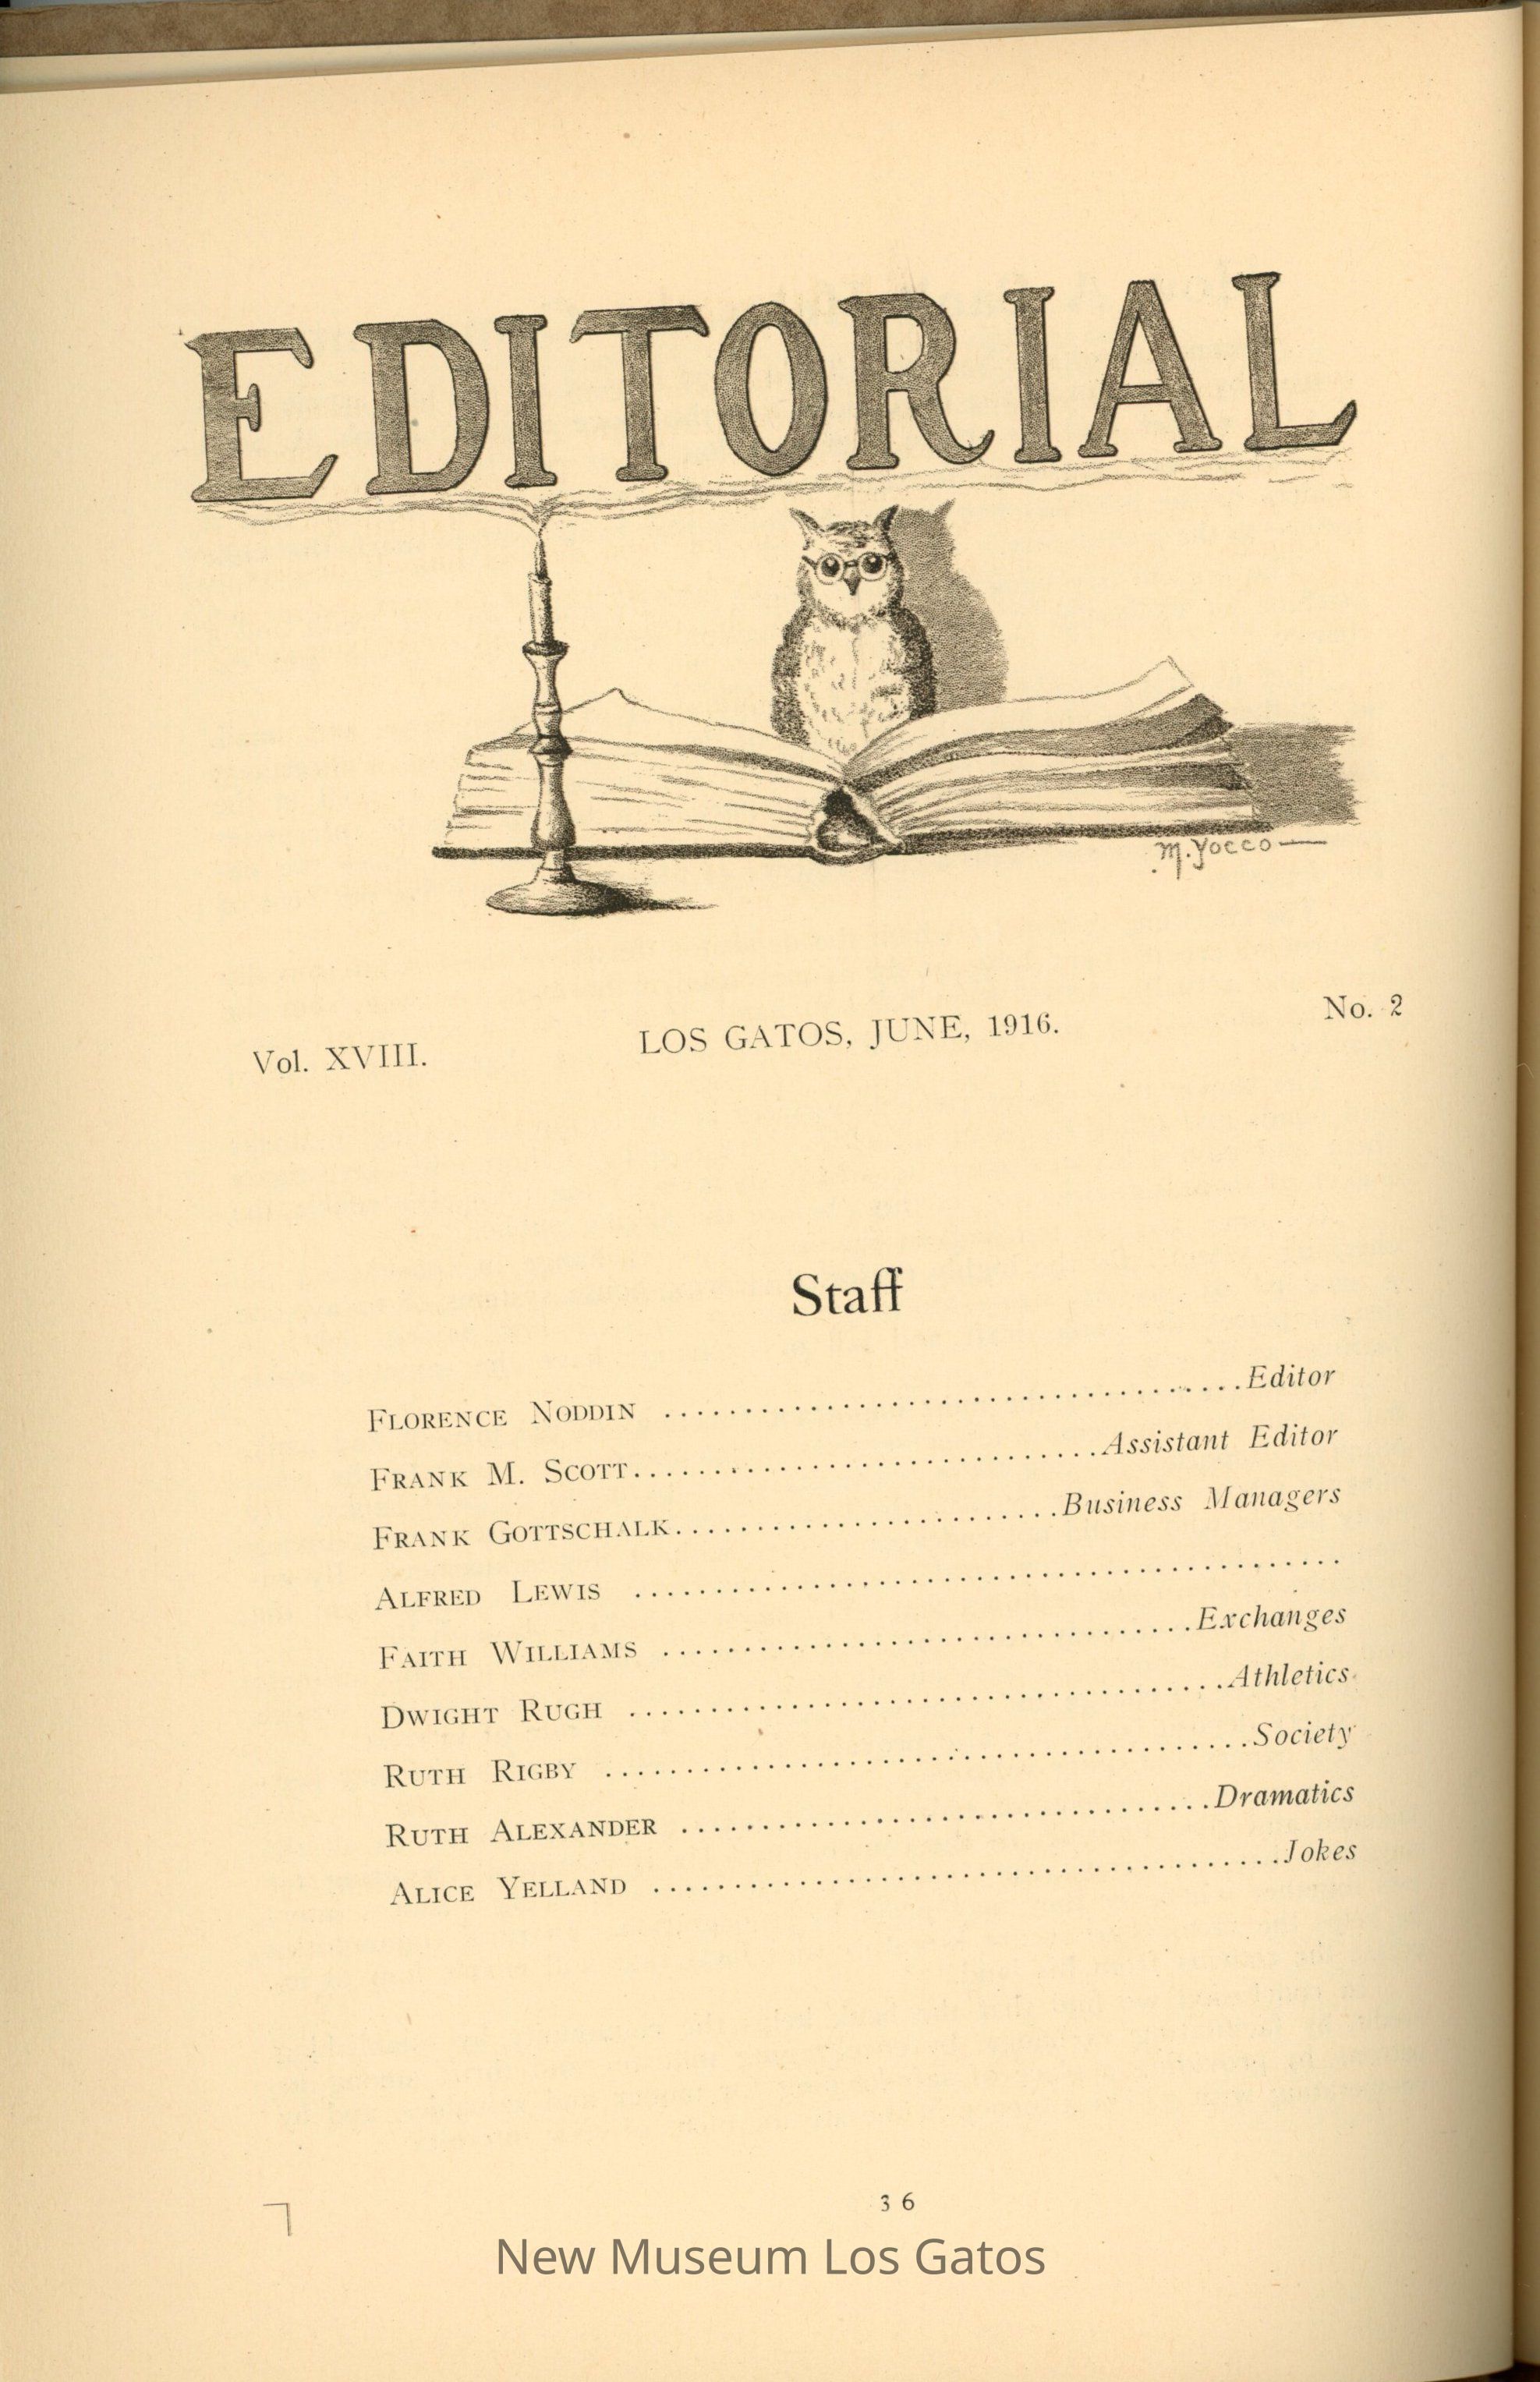 EDITORIAL
M. Yocco
Vol. XVIII. LOS GATOS, JUNE, 1916. No. 2
Staff
FLORENCE NODDIN ........................................Editor
FRANK M. SCOTT..............................Assistant Editor
FRANK GOTTSCHALK........................Business Managers
ALFRED LEWIS .............................................
FAITH WILLIAMS .................................Exchanges
DWIGHT RUGH .....................................Athletics
RUTH RIGBY ........................................Society
RUTH ALEXANDER .................................Dramatics
ALICE YELLAND .......................................Jokes
36
New Museum Los Gatos